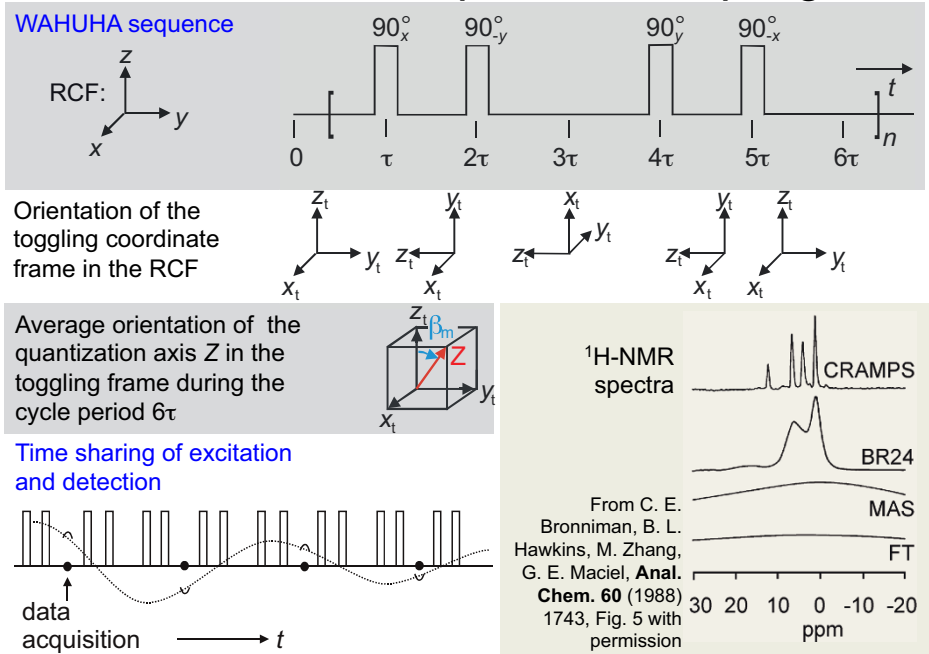 WAHUHA sequence
RCF:
z
y
x
90°x 90°-y 90°y 90°-x
t
n
0 τ 2τ 3τ 4τ 5τ 6τ
Orientation of the
toggling coordinate
frame in the RCF
zt yt xt yt zt
yt zt zt yt zt yt
xt xt xt xt
Average orientation of the
quantization axis Z in the
toggling frame during the
cycle period 6τ
zt βm
Z
yt
xt
Time sharing of excitation
and detection
data
acquisition
t
¹H-NMR
spectra
CRAMPS
BR24
MAS
FT
From C. E.
Bronniman, B. L.
Hawkins, M. Zhang,
G. E. Maciel, Anal.
Chem. 60 (1988)
1743, Fig. 5 with
permission
30 20 10 0 -10 -20
ppm